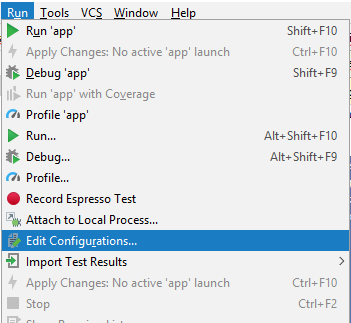 Run Tools VCS Window Help
Run 'app' Shift+F10
Apply Changes: No active 'app' launch Ctrl+F10
Debug 'app' Shift+F9
Run 'app' with Coverage
Profile 'app'
Run... Alt+Shift+F10
Debug... Alt+Shift+F9
Profile...
Record Espresso Test
Attach to Local Process...
Edit Configurations...
Import Test Results
Apply Changes: No active 'app' launch Ctrl+F10
Stop Ctrl+F2